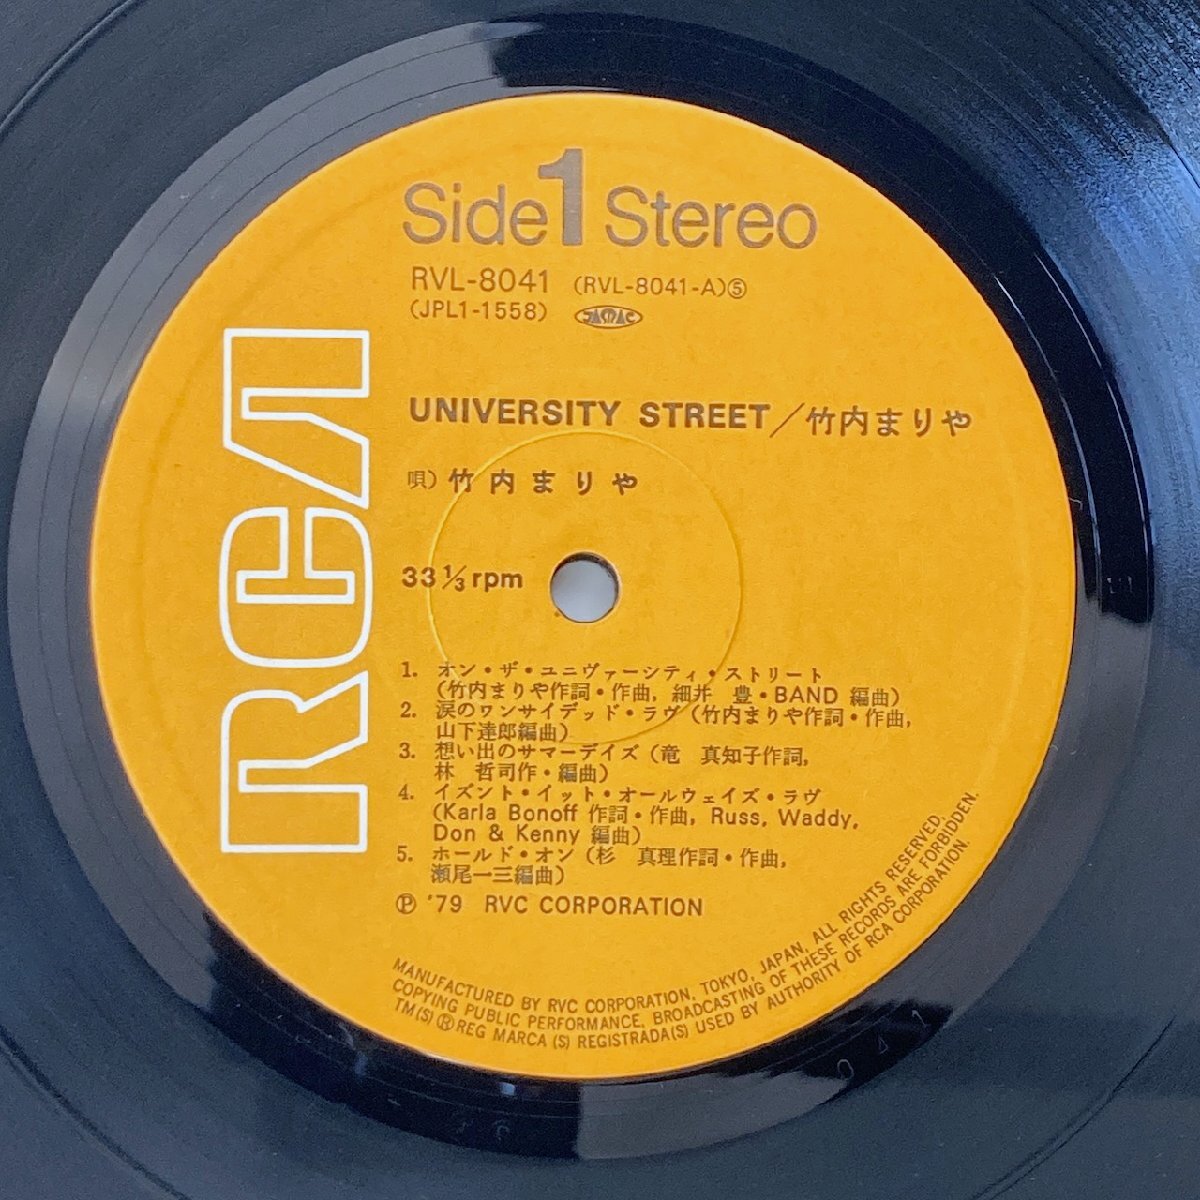 Side 1 Stereo
RVL-8041 (RVL-8041-A)⑤
(JPL1-1558) JASRAC
RCA
UNIVERSITY STREET／竹内まりや
唄）竹内まりや
33 1/3 rpm
1. オン・ザ・ユニヴァーシティ・ストリート
(竹内まりや作詞・作曲, 細井 豊・BAND 編曲)
2. 涙のワンサイデッド・ラヴ (竹内まりや作詞・作曲,
山下達郎編曲)
3. 想い出のサマーデイズ (竜 真知子作詞,
林 哲司作・編曲)
4. イズント・イット・オールウェイズ・ラヴ
(Karla Bonoff 作詞・作曲, Russ, Waddy,
Don & Kenny 編曲)
5. ホールド・オン (杉 真理作詞・作曲,
瀬尾一三編曲)
Ⓟ '79 RVC CORPORATION
MANUFACTURED BY RVC CORPORATION, TOKYO, JAPAN, ALL RIGHTS RESERVED.
COPYING PUBLIC PERFORMANCE, BROADCASTING OF THESE RECORDS ARE FORBIDDEN.
TM(S) ® REG MARCA (S) REGISTRADA(S) USED BY AUTHORITY OF RCA CORPORATION.